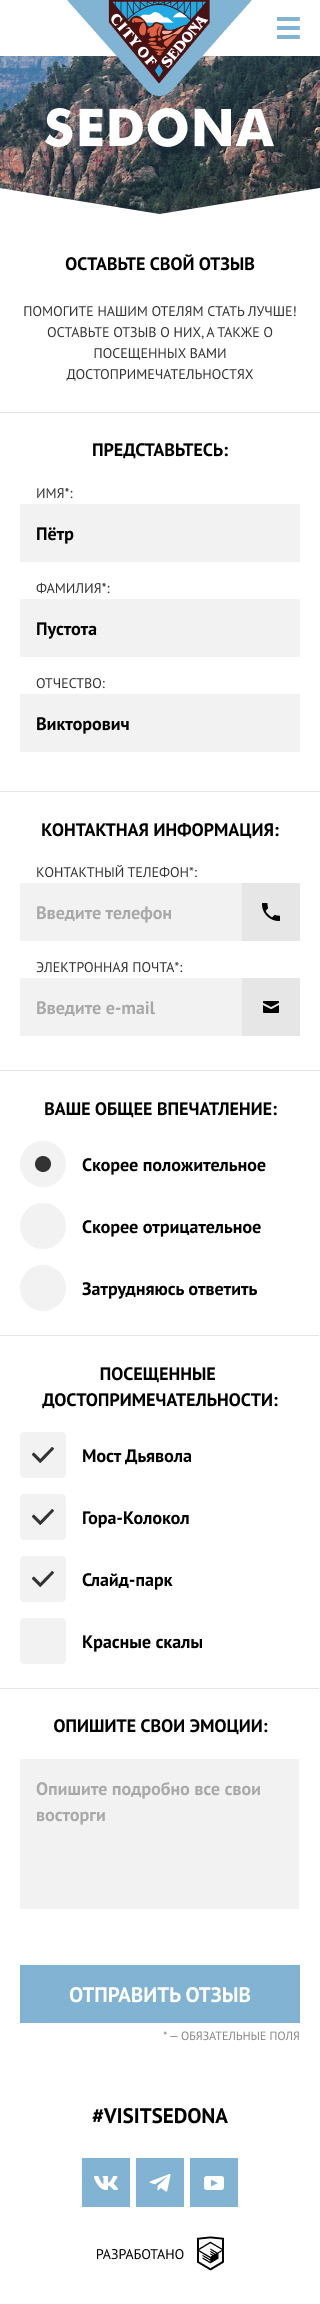 CITY OF SEDONA
SEDONA
ОСТАВЬТЕ СВОЙ ОТЗЫВ
ПОМОГИТЕ НАШИМ ОТЕЛЯМ СТАТЬ ЛУЧШЕ!
ОСТАВЬТЕ ОТЗЫВ О НИХ, А ТАКЖЕ О
ПОСЕЩЕННЫХ ВАМИ
ДОСТОПРИМЕЧАТЕЛЬНОСТЯХ
ПРЕДСТАВЬТЕСЬ:
ИМЯ*:
Пётр
ФАМИЛИЯ*:
Пустота
ОТЧЕСТВО:
Викторович
КОНТАКТНАЯ ИНФОРМАЦИЯ:
КОНТАКТНЫЙ ТЕЛЕФОН*:
Введите телефон
ЭЛЕКТРОННАЯ ПОЧТА*:
Введите e-mail
ВАШЕ ОБЩЕЕ ВПЕЧАТЛЕНИЕ:
Скорее положительное
Скорее отрицательное
Затрудняюсь ответить
ПОСЕЩЕННЫЕ
ДОСТОПРИМЕЧАТЕЛЬНОСТИ:
Мост Дьявола
Гора-Колокол
Слайд-парк
Красные скалы
ОПИШИТЕ СВОИ ЭМОЦИИ:
Опишите подробно все свои
восторги
ОТПРАВИТЬ ОТЗЫВ
* — ОБЯЗАТЕЛЬНЫЕ ПОЛЯ
#VISITSEDONA
РАЗРАБОТАНО